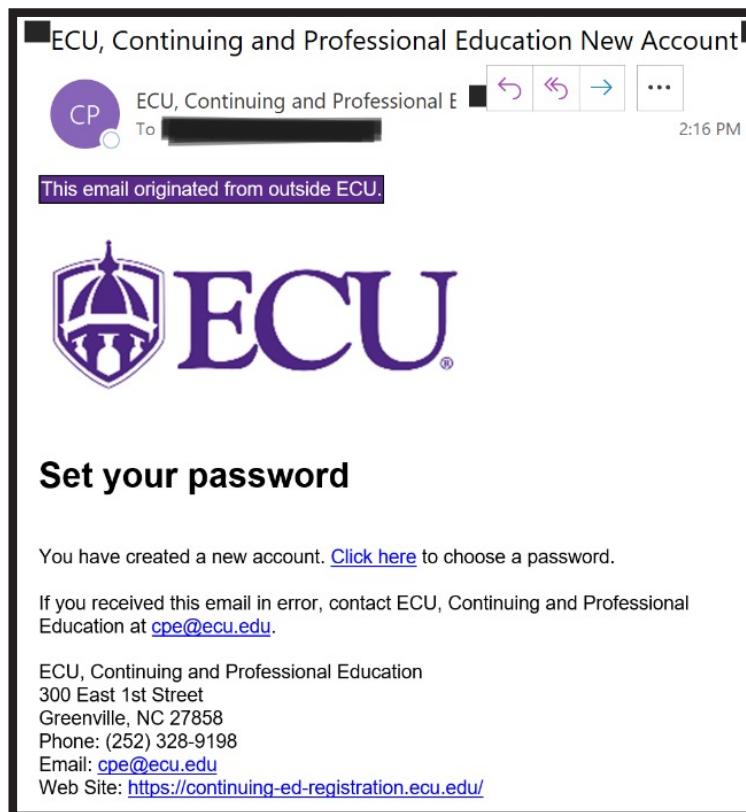 ECU, Continuing and Professional Education New Account
CP
ECU, Continuing and Professional E
To
2:16 PM
This email originated from outside ECU.
ECU®
Set your password
You have created a new account. Click here to choose a password.
If you received this email in error, contact ECU, Continuing and Professional
Education at cpe@ecu.edu.
ECU, Continuing and Professional Education
300 East 1st Street
Greenville, NC 27858
Phone: (252) 328-9198
Email: cpe@ecu.edu
Web Site: https://continuing-ed-registration.ecu.edu/